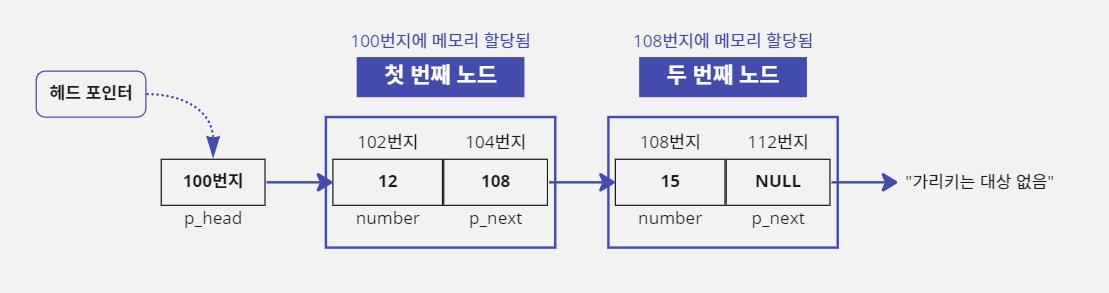 100번지에 메모리 할당됨
108번지에 메모리 할당됨
첫 번째 노드
두 번째 노드
헤드 포인터
102번지
104번지
108번지
112번지
100번지
12
108
15
NULL
"가리키는 대상 없음"
p_head
number
p_next
number
p_next